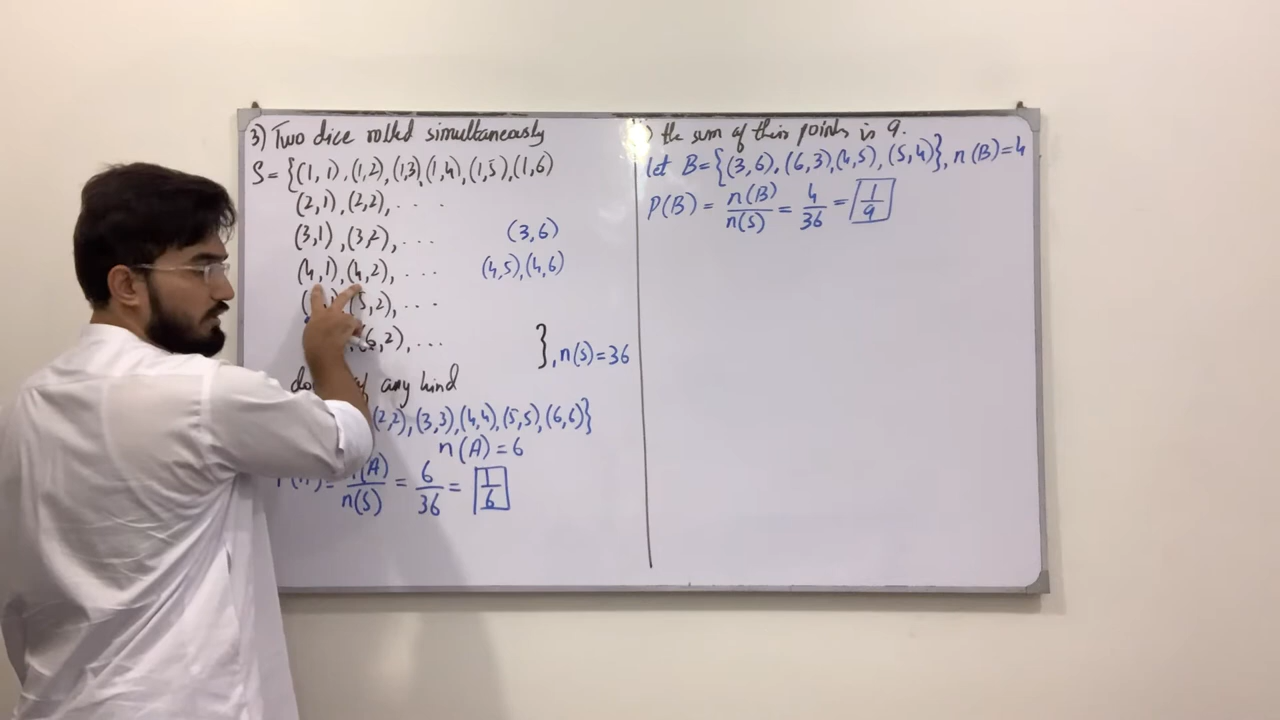 3) Two dice rolled simultaneously
S = {(1,1), (1,2), (1,3), (1,4), (1,5), (1,6)
(2,1), (2,2), ...
(3,1), (3,2), ... (3,6)
(4,1), (4,2), ... (4,5), (4,6)
(5,2), ...
(6,2), ... }, n(S) = 36
of any kind
(2,2), (3,3), (4,4), (5,5), (6,6)}
n(A) = 6
= n(A)/n(S) = 6/36 = 1/6
) the sum of their points is 9.
let B = {(3,6), (6,3), (4,5), (5,4)}, n(B) = 4
P(B) = n(B)/n(S) = 4/36 = 1/9